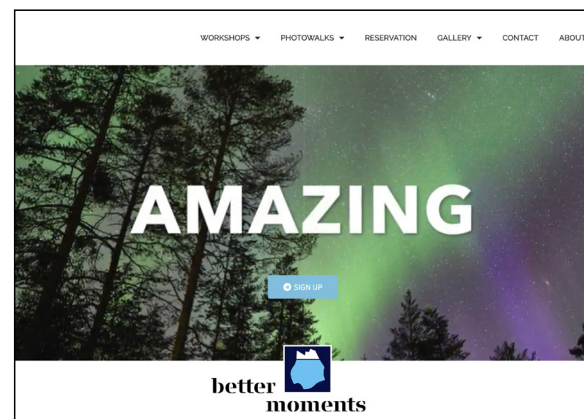 WORKSHOPS PHOTOWALKS RESERVATION GALLERY CONTACT ABOUT
AMAZING
SIGN UP
better
moments